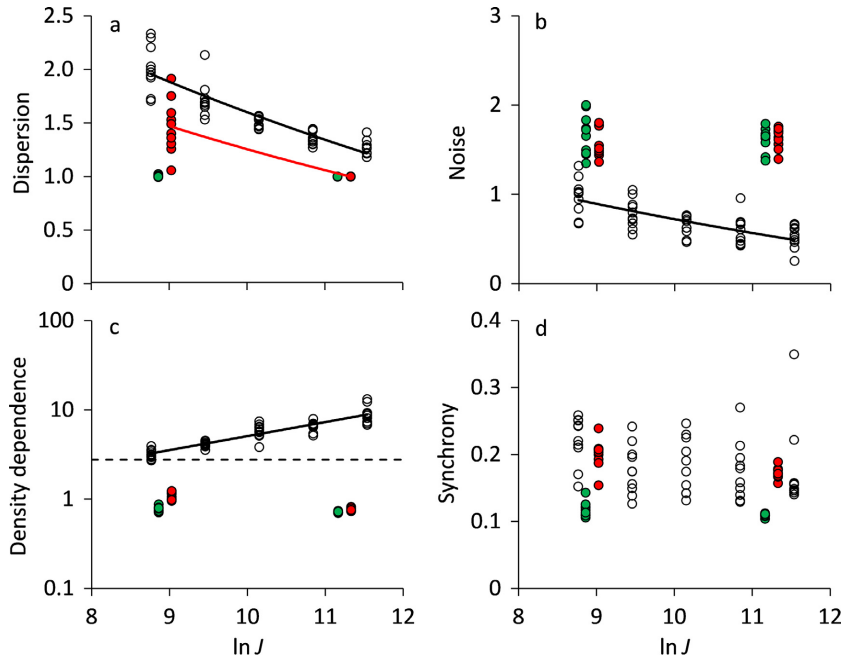 a
Dispersion
2.5
2.0
1.5
1.0
0.5
0
b
Noise
3
2
1
0
c
Density dependence
100
10
1
0.1
8 9 10 11 12
ln J
d
Synchrony
0.4
0.3
0.2
0.1
0
8 9 10 11 12
ln J